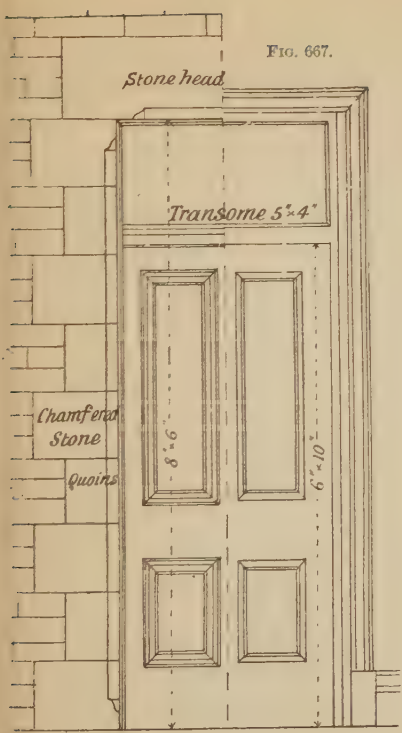 FIG. 667.
Stone head
Transome 5"×4"
Chamfered
Stone
Quoins
8"×6"
6"×10"